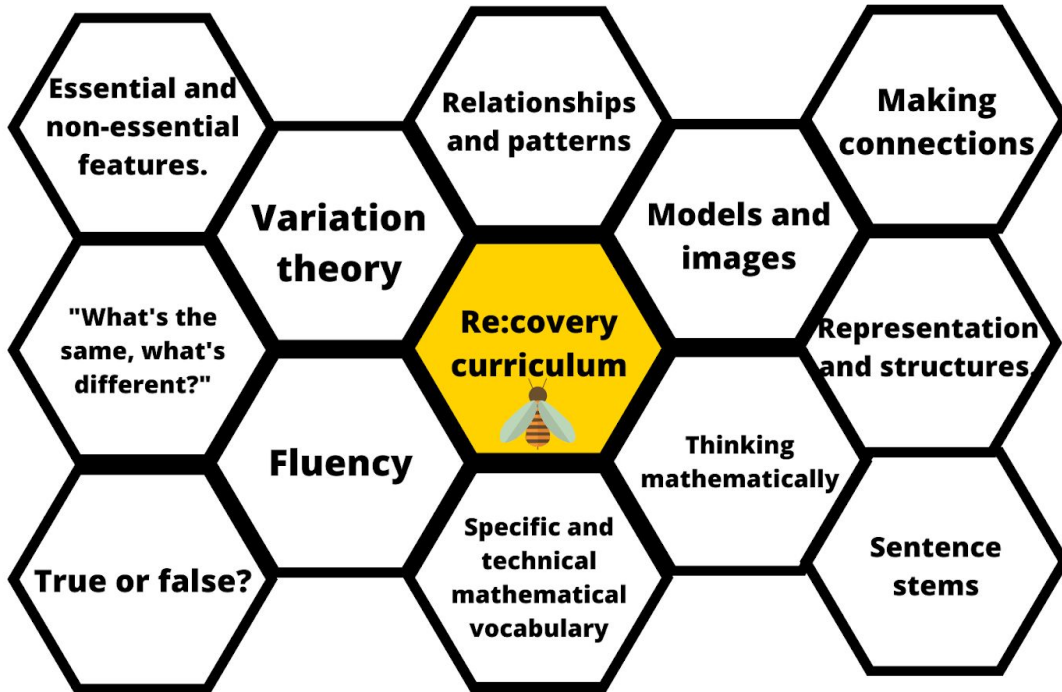 Essential and
non-essential
features.
"What's the
same, what's
different?"
True or false?
Variation
theory
Fluency
Relationships
and patterns
Re:covery
curriculum
Specific and
technical
mathematical
vocabulary
Models and
images
Thinking
mathematically
Making
connections
Representation
and structures.
Sentence
stems